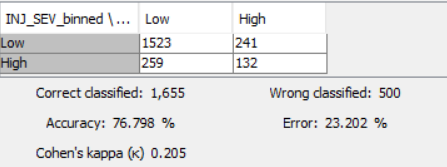 INJ_SEV_binned \ ... Low High
Low 1523 241
High 259 132
Correct classified: 1,655 Wrong classified: 500
Accuracy: 76.798 % Error: 23.202 %
Cohen's kappa (κ) 0.205